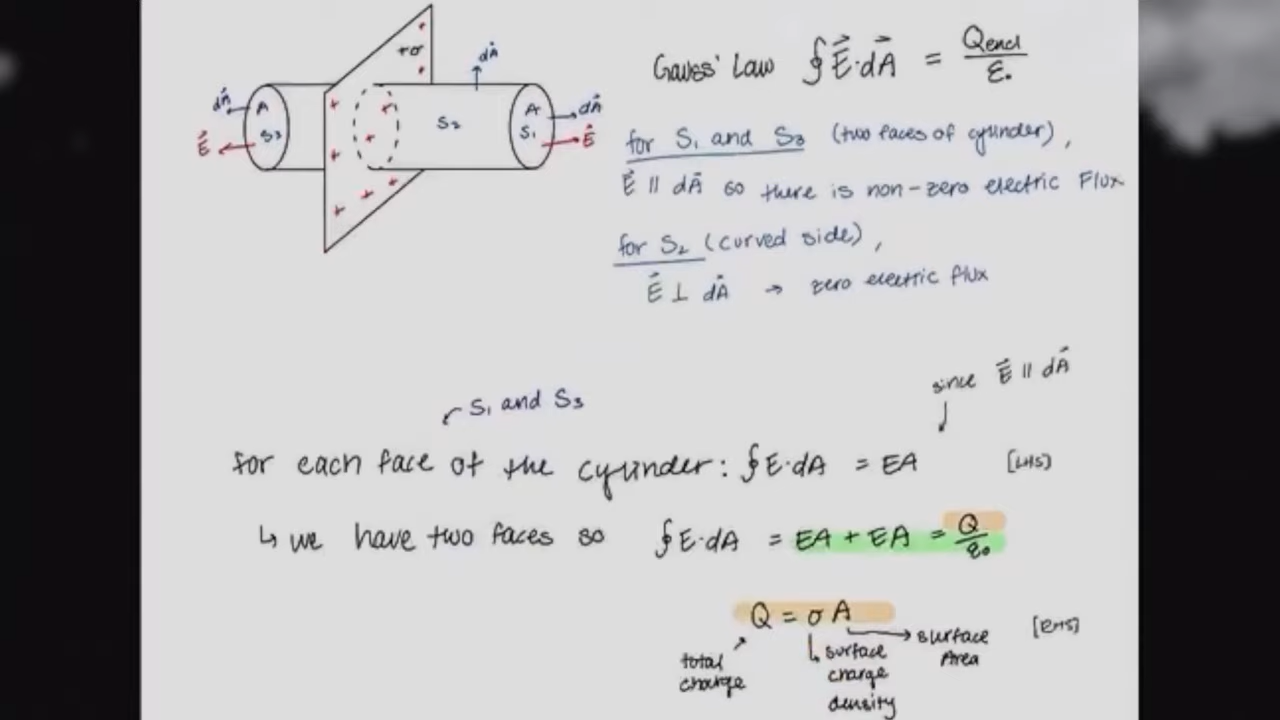 +σ
dA⃗
dA⃗ A A dA⃗
S₃ S₂ S₁
E⃗ E⃗
Gauss' Law ∮E⃗·dA⃗ = Qencl/ε₀
for S₁ and S₃ (two faces of cylinder),
E⃗ || dA⃗ so there is non-zero electric Flux
for S₂ (curved side),
E⃗ ⊥ dA⃗ → zero electric flux
since E⃗ || dA⃗
S₁ and S₃
for each face of the cylinder: ∮E·dA = EA [LHS]
↳ we have two faces so ∮E·dA = EA + EA = Q/ε₀
Q = σA [RHS]
total charge
surface charge density
surface Area